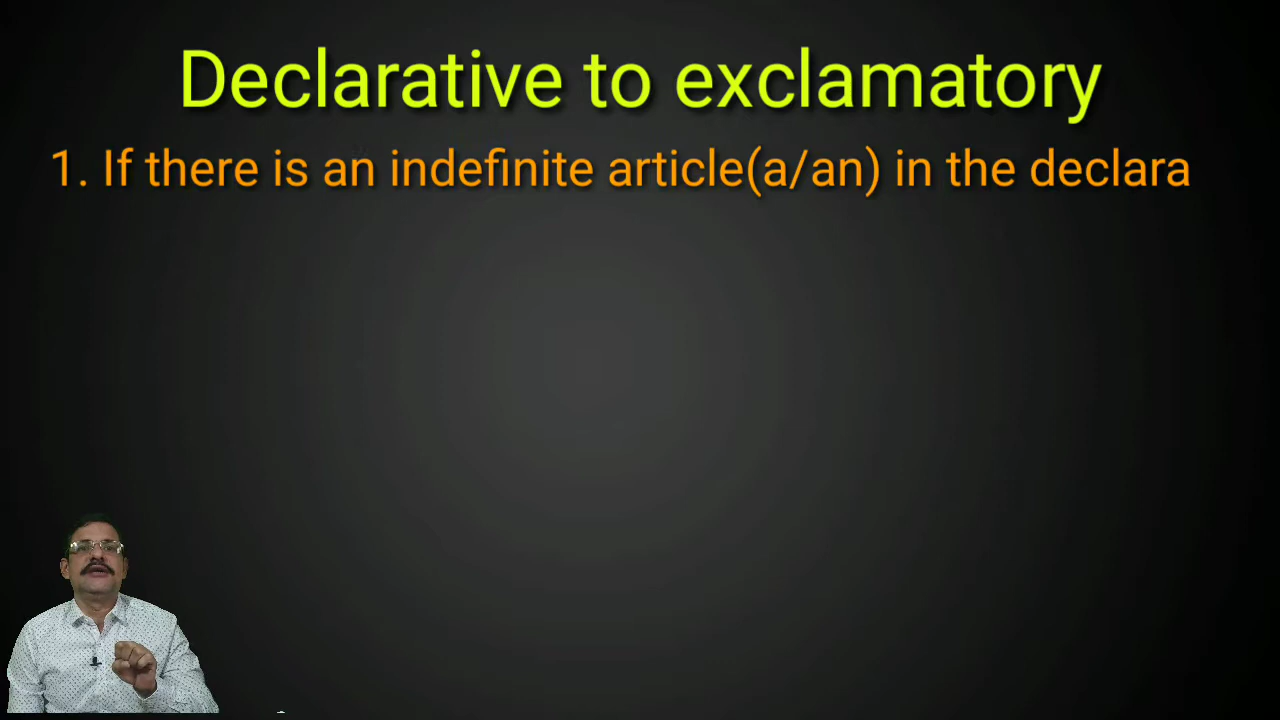 Declarative to exclamatory
1. If there is an indefinite article(a/an) in the declara